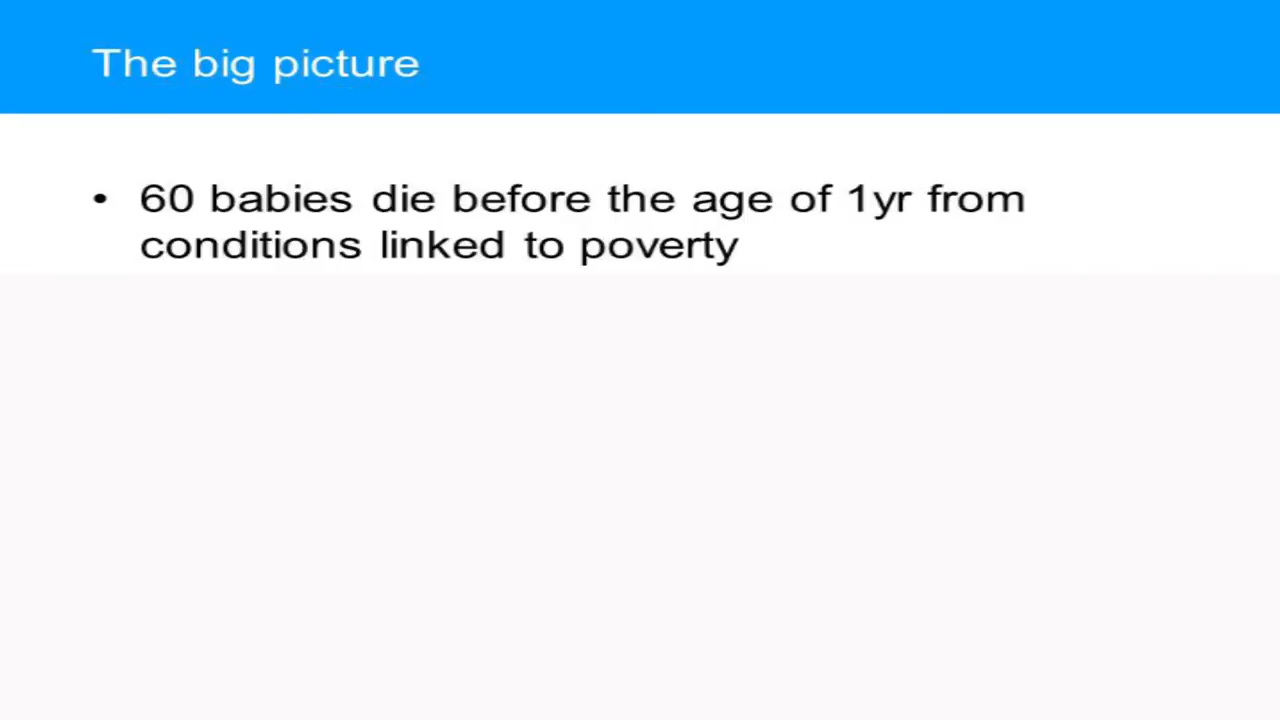 The big picture
• 60 babies die before the age of 1yr from
conditions linked to poverty